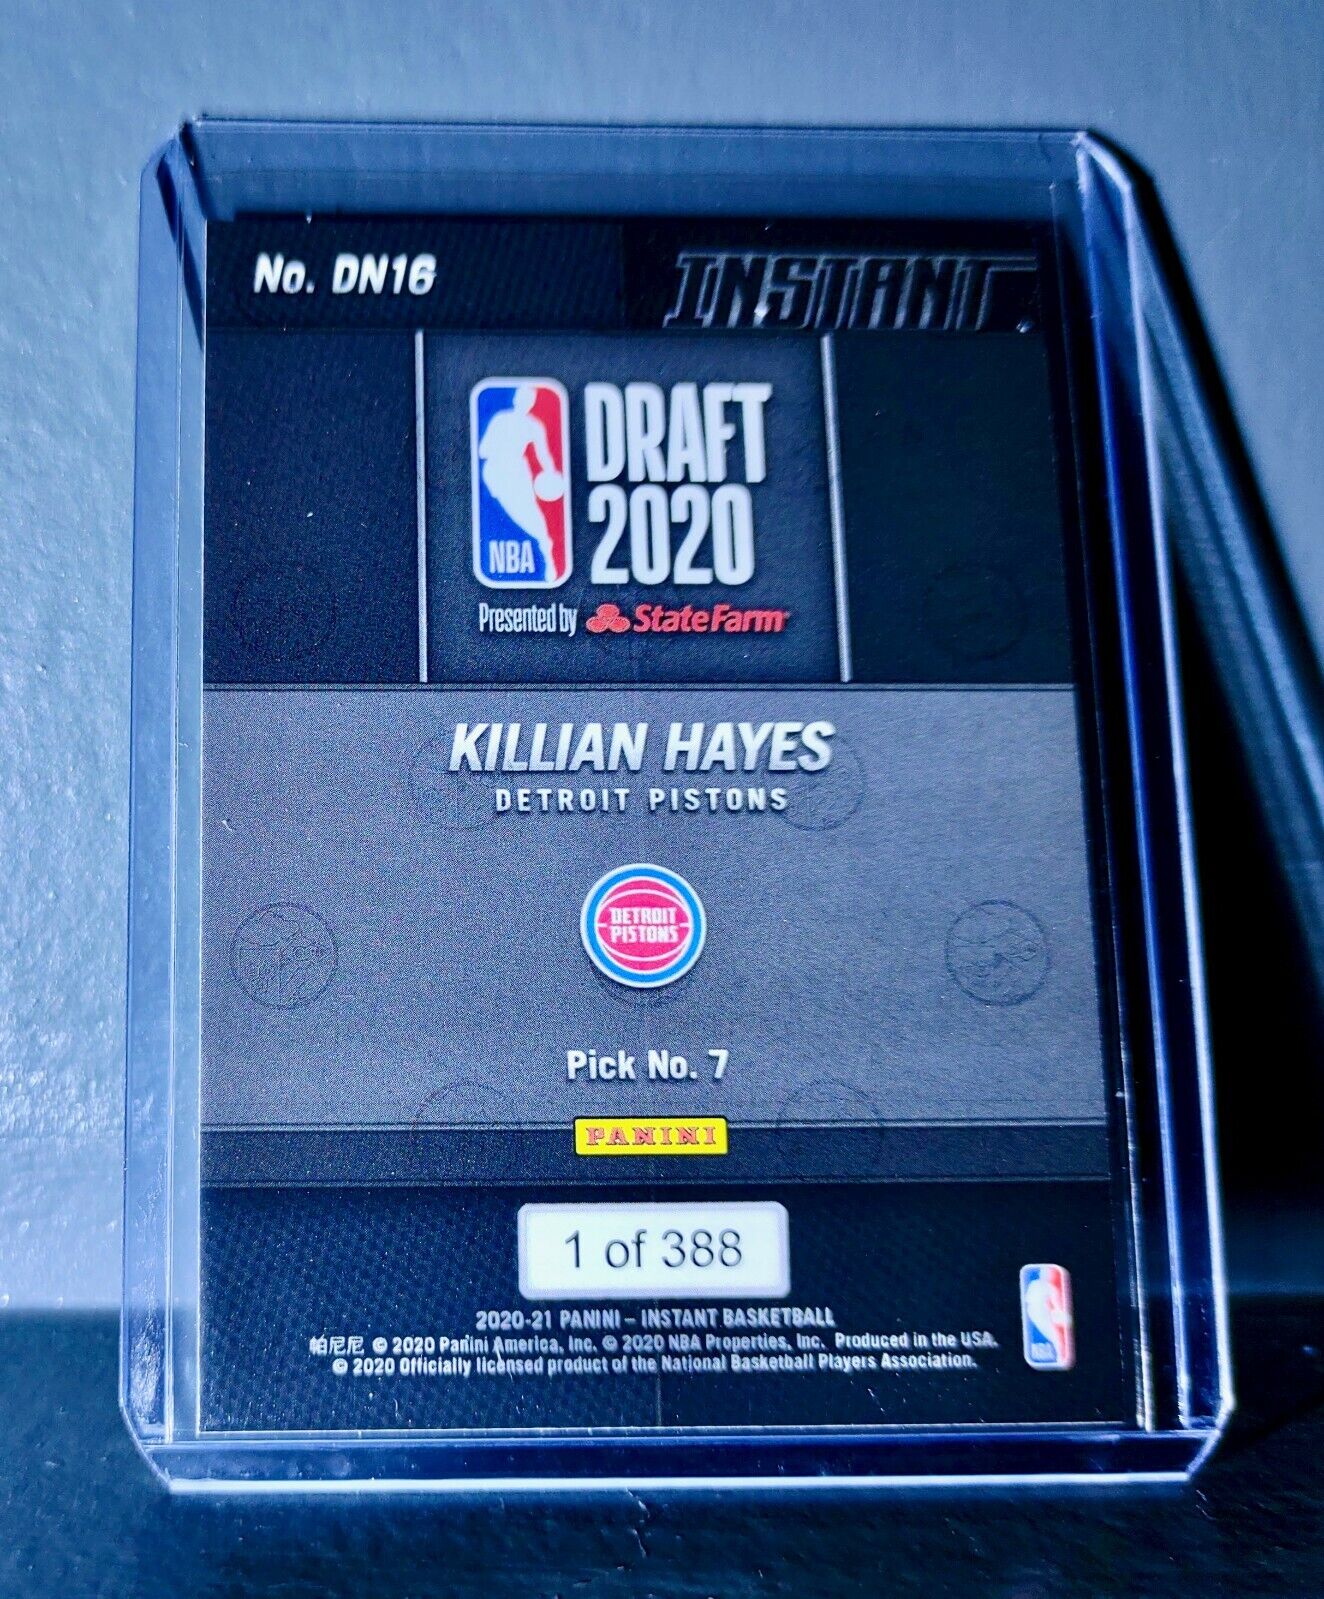 No. DN16
INSTANT
DRAFT
2020
NBA
Presented by StateFarm
KILLIAN HAYES
DETROIT PISTONS
DETROIT
PISTONS
Pick No. 7
PANINI
1 of 388
2020-21 PANINI – INSTANT BASKETBALL
帕尼尼 © 2020 Panini America, Inc. © 2020 NBA Properties, Inc. Produced in the USA.
© 2020 Officially licensed product of the National Basketball Players Association.
NBA